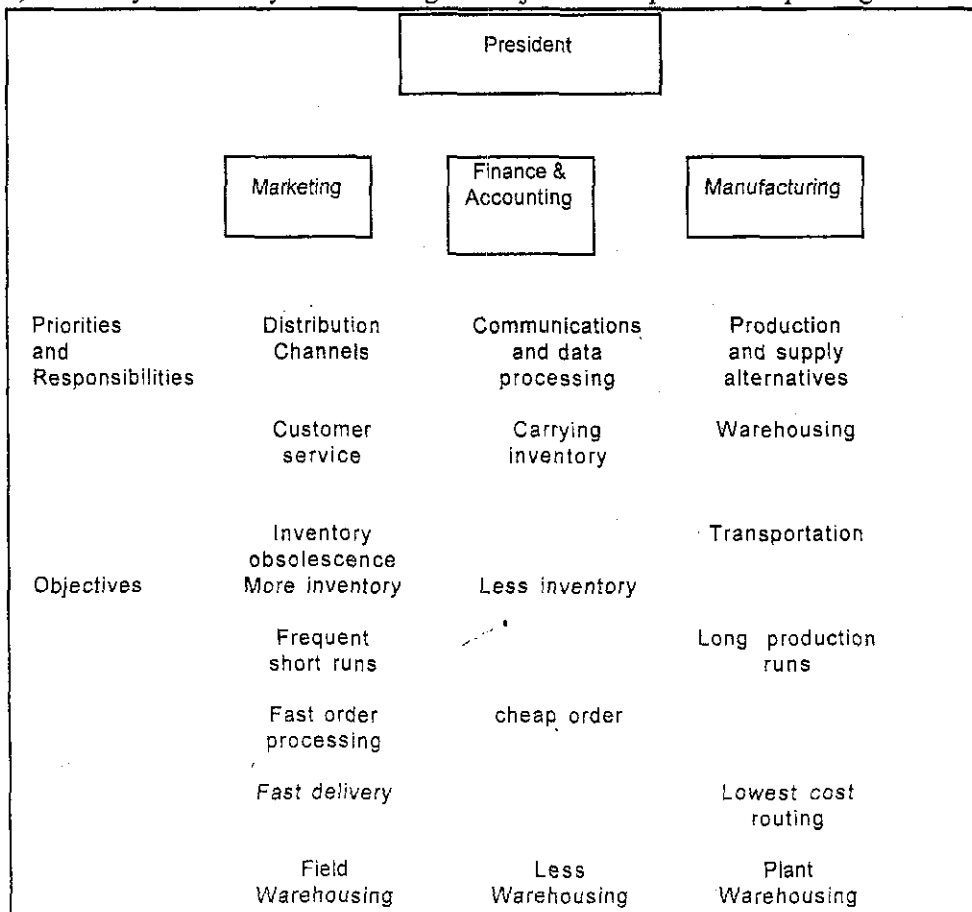 President
Marketing
Finance &
Accounting
Manufacturing
Priorities Distribution Communications Production
and Channels and data and supply
Responsibilities processing alternatives
Customer Carrying Warehousing
service inventory
Inventory Transportation
obsolescence
Objectives More inventory Less inventory
Frequent Long production
short runs runs
Fast order cheap order
processing
Fast delivery Lowest cost
routing
Field Less Plant
Warehousing Warehousing Warehousing